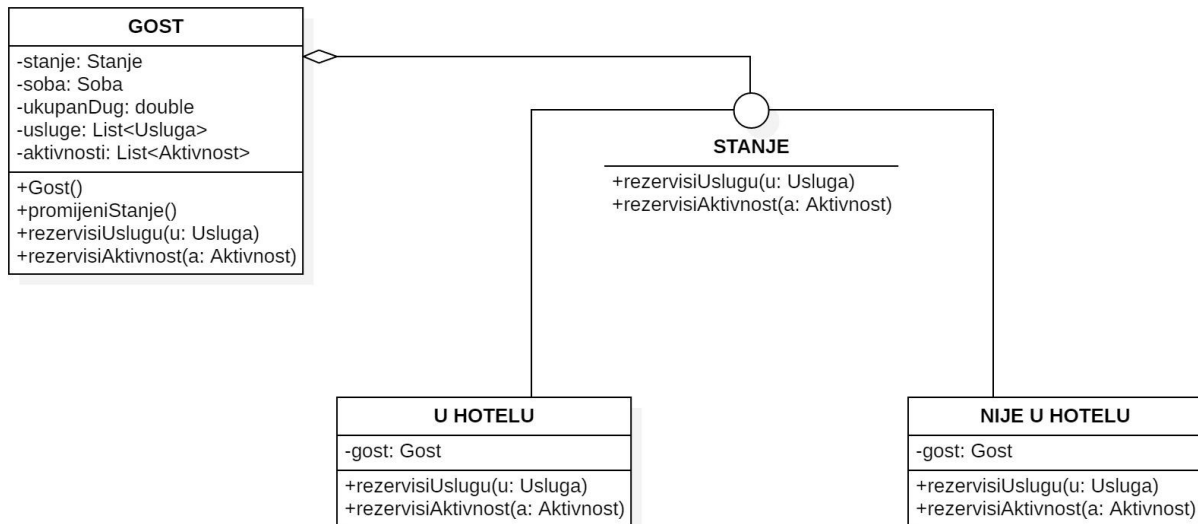 GOST
-stanje: Stanje
-soba: Soba
-ukupanDug: double
-usluge: List<Usluga>
-aktivnosti: List<Aktivnost>
+Gost()
+promijeniStanje()
+rezervisiUslugu(u: Usluga)
+rezervisiAktivnost(a: Aktivnost)
STANJE
+rezervisiUslugu(u: Usluga)
+rezervisiAktivnost(a: Aktivnost)
U HOTELU
-gost: Gost
+rezervisiUslugu(u: Usluga)
+rezervisiAktivnost(a: Aktivnost)
NIJE U HOTELU
-gost: Gost
+rezervisiUslugu(u: Usluga)
+rezervisiAktivnost(a: Aktivnost)